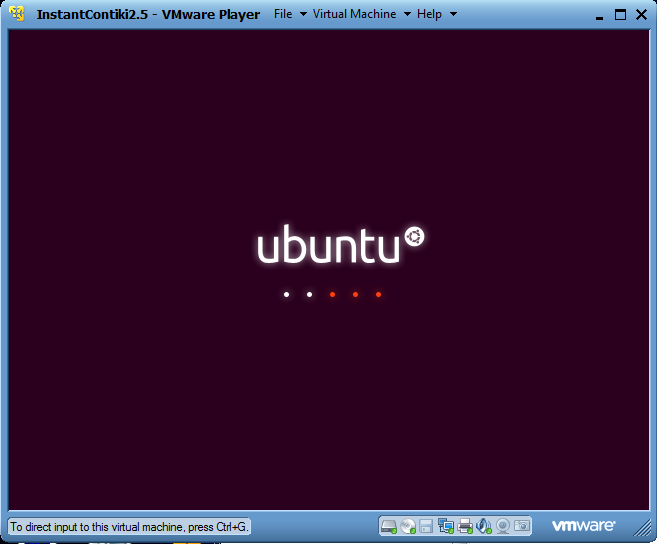 InstantContiki2.5 - VMware Player File Virtual Machine Help
ubuntu
To direct input to this virtual machine, press Ctrl+G.
vmware